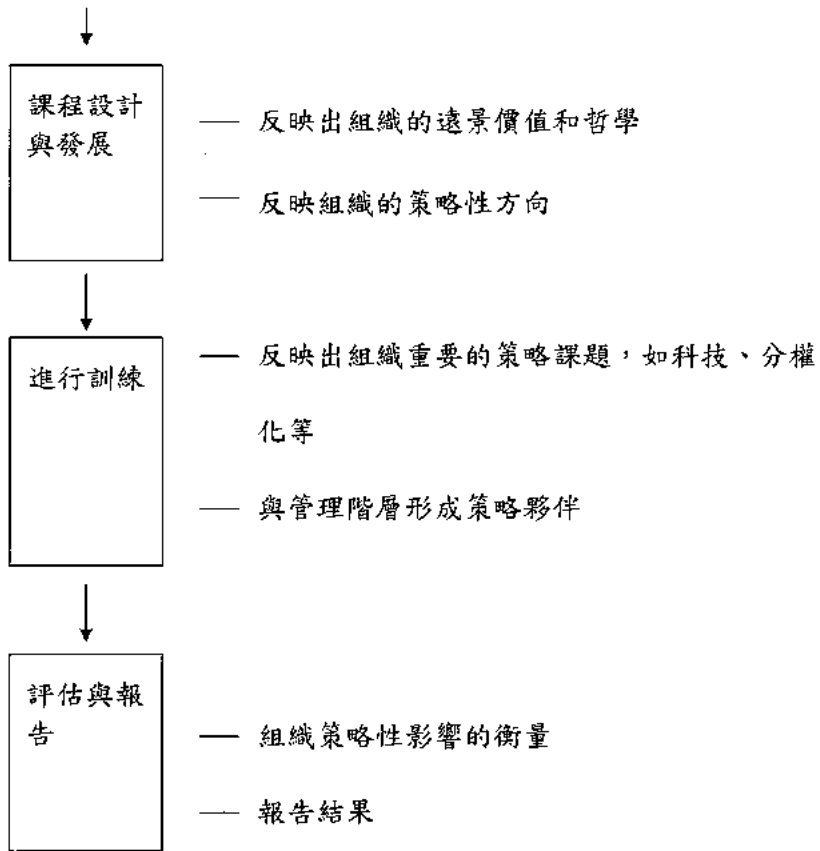 課程設計
與發展
— 反映出組織的遠景價值和哲學
— 反映組織的策略性方向
進行訓練
— 反映出組織重要的策略課題，如科技、分權
化等
— 與管理階層形成策略夥伴
評估與報
告
— 組織策略性影響的衡量
— 報告結果